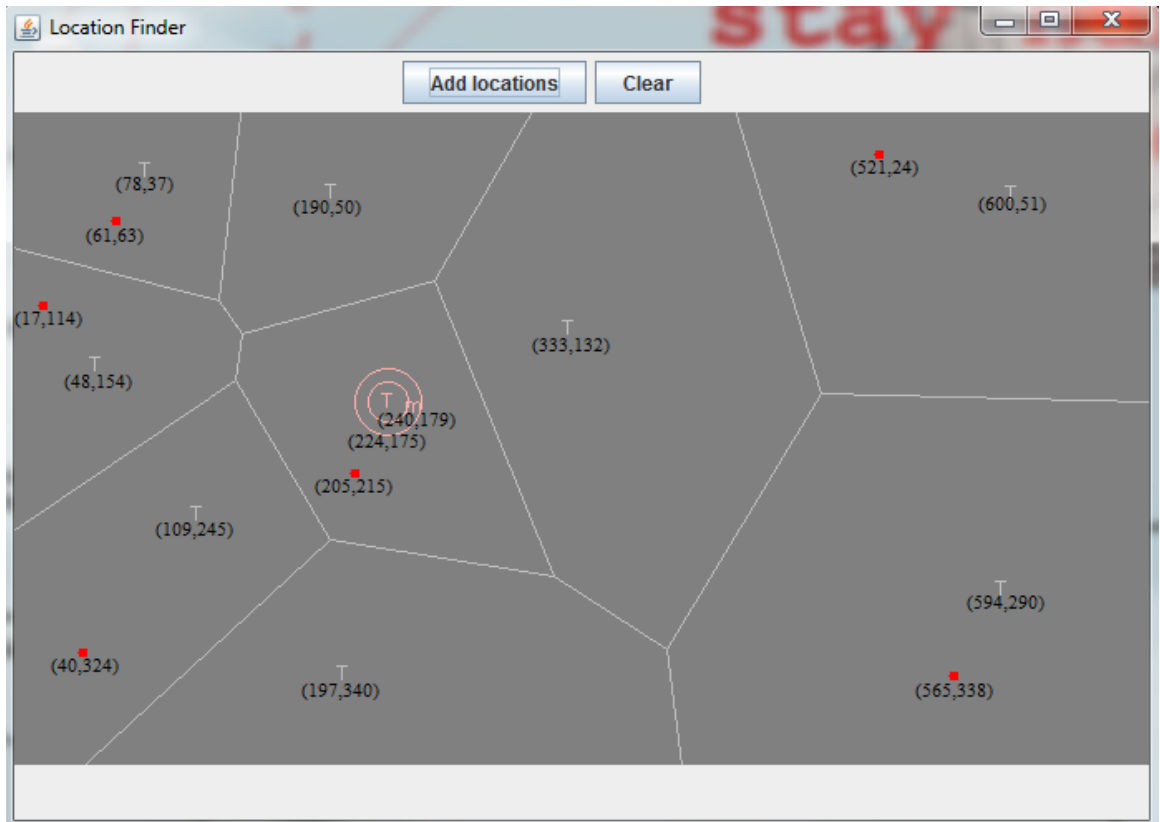 stay
Location Finder
Add locations Clear
T
(78,37)
(61,63)
T
(190,50)
(521,24)
T
(600,51)
(17,114)
T
(48,154)
T
(333,132)
T
m
(240,179)
(224,175)
(205,215)
T
(109,245)
T
(594,290)
(40,324)
T
(197,340)
(565,338)